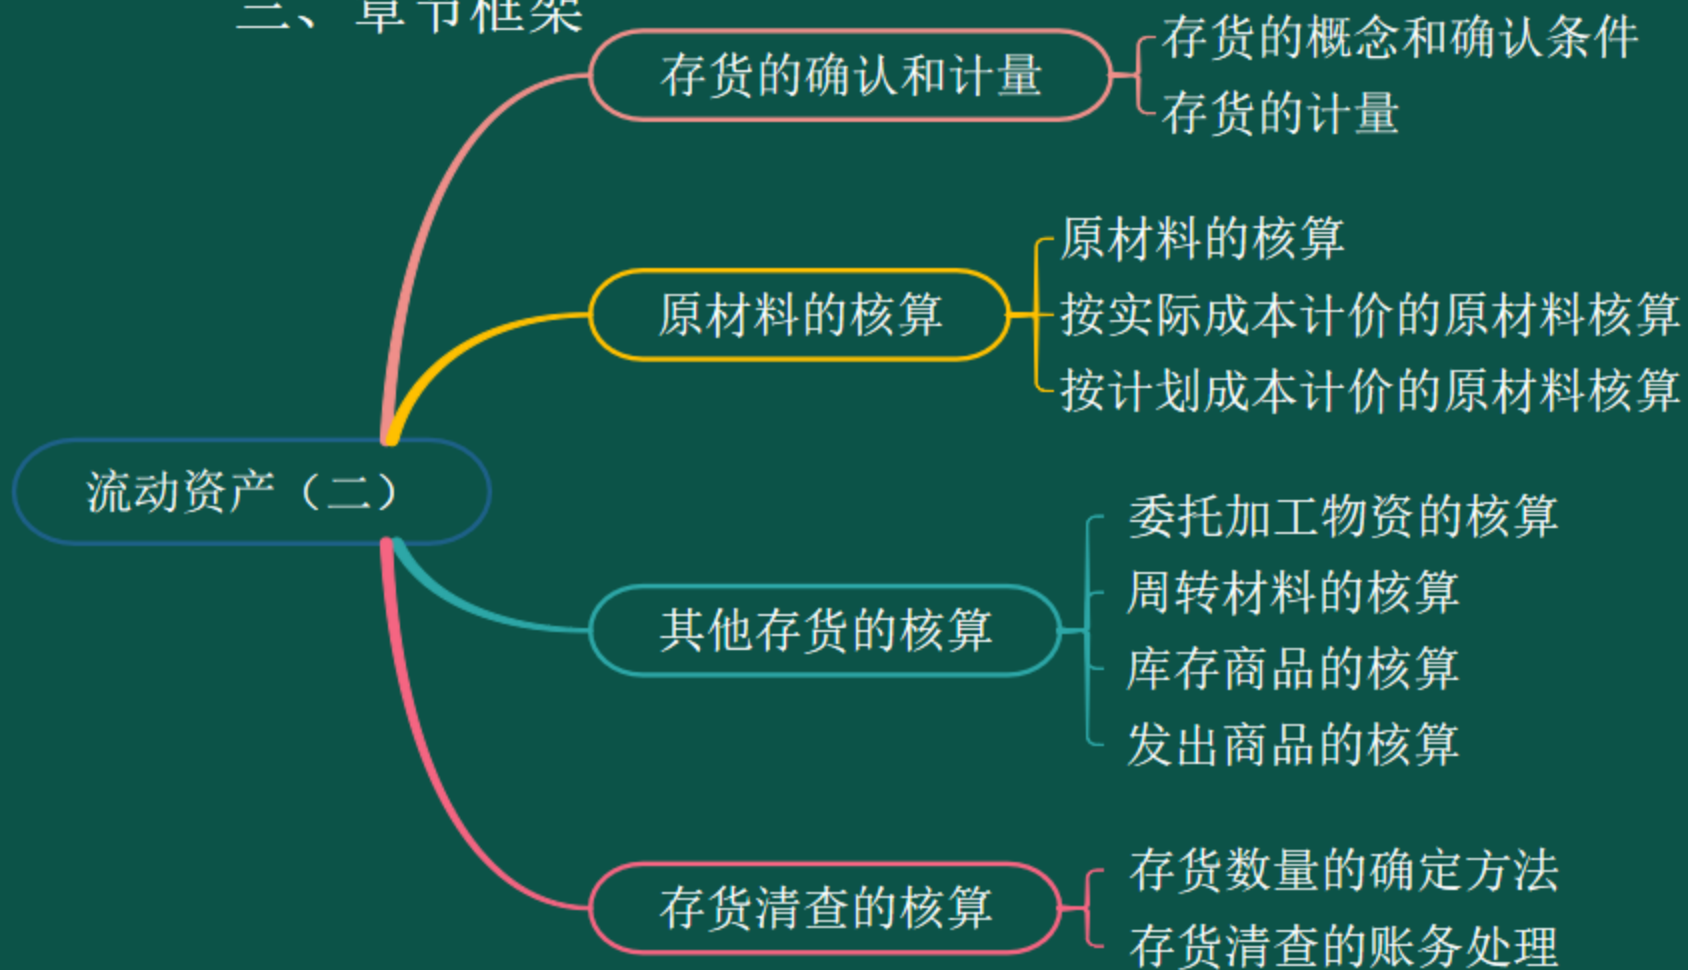 三、章节框架
存货的确认和计量
存货的概念和确认条件
存货的计量
原材料的核算
原材料的核算
按实际成本计价的原材料核算
按计划成本计价的原材料核算
流动资产（二）
其他存货的核算
委托加工物资的核算
周转材料的核算
库存商品的核算
发出商品的核算
存货清查的核算
存货数量的确定方法
存货清查的账务处理